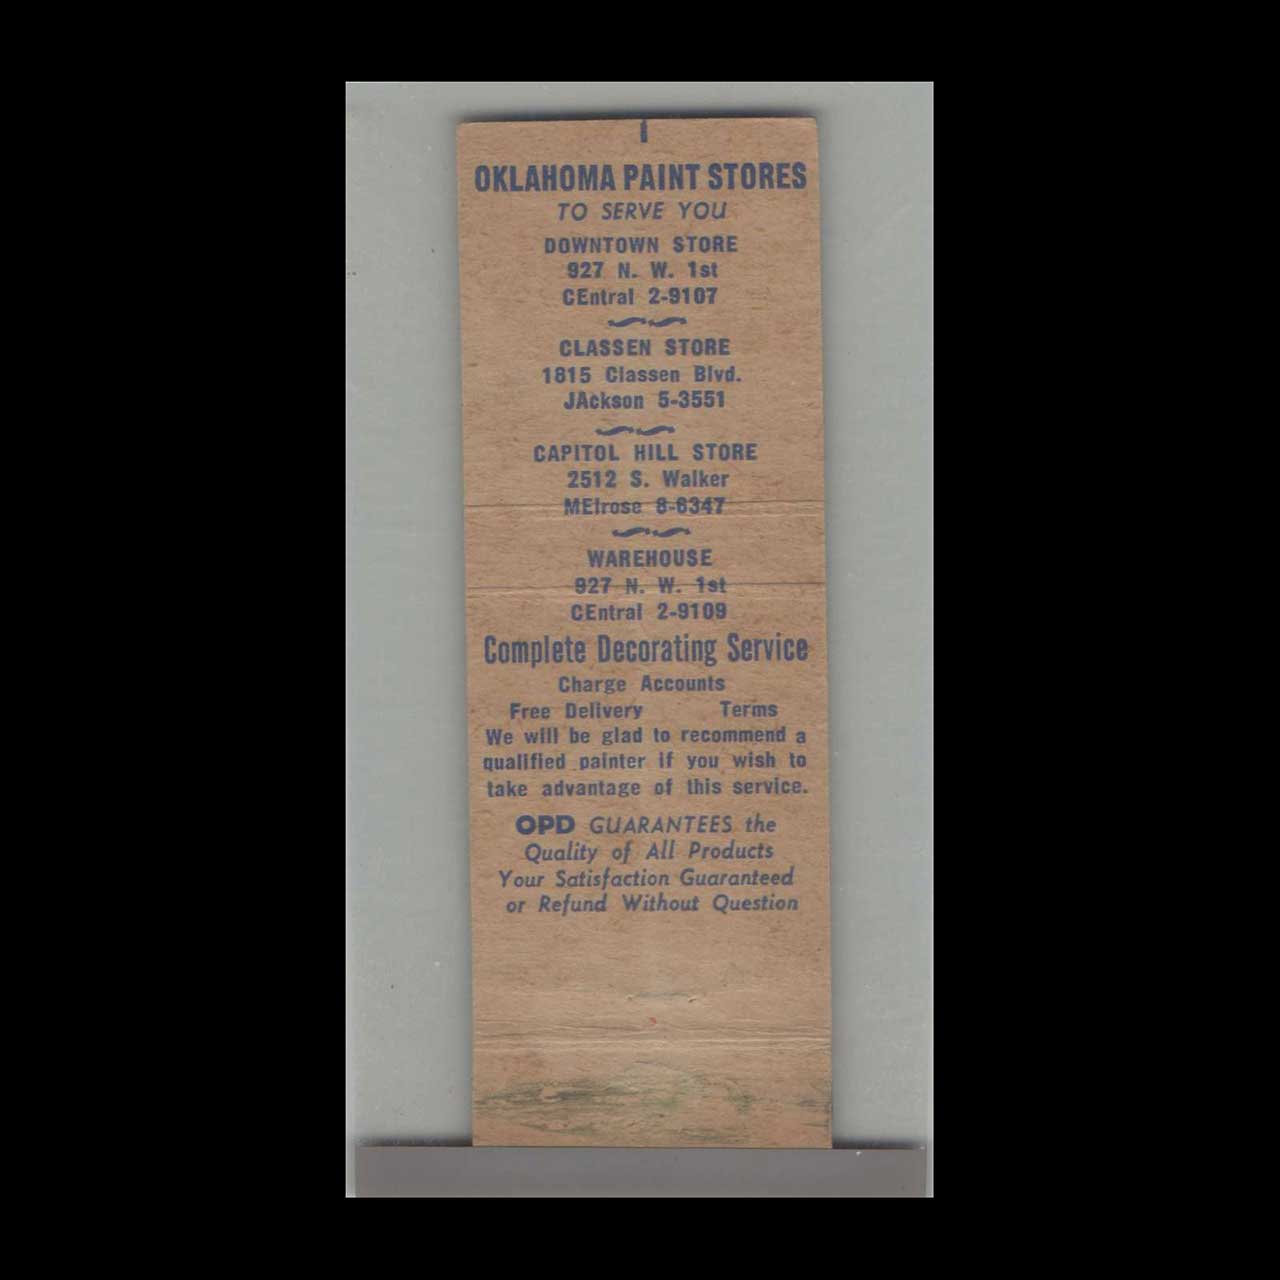 OKLAHOMA PAINT STORES
TO SERVE YOU
DOWNTOWN STORE
927 N. W. 1st
CEntral 2-9107
CLASSEN STORE
1815 Classen Blvd.
JAckson 5-3551
CAPITOL HILL STORE
2512 S. Walker
MElrose 8-6347
WAREHOUSE
927 N. W. 1st
CEntral 2-9109
Complete Decorating Service
Charge Accounts
Free Delivery Terms
We will be glad to recommend a
qualified painter if you wish to
take advantage of this service.
OPD GUARANTEES the
Quality of All Products
Your Satisfaction Guaranteed
or Refund Without Question